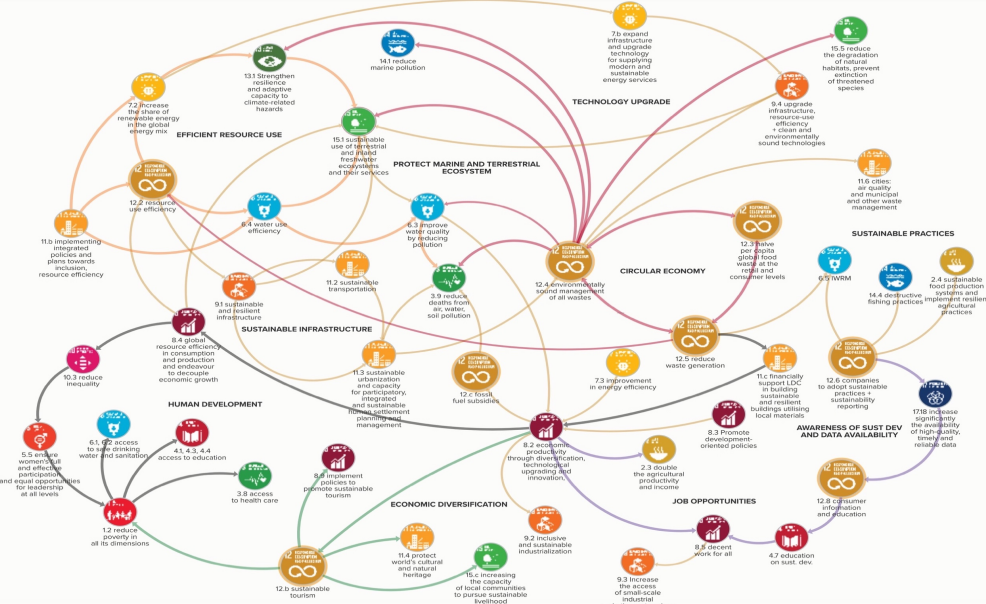 7.b expand
infrastructure
and upgrade
technology
for supplying
modern and
sustainable
energy services
15.5 reduce
the degradation
of natural
habitats, prevent
extinction
of threatened
species
14.1 reduce
marine pollution
13.1 Strengthen
resilience
and adaptive
capacity to
climate-related
hazards
TECHNOLOGY UPGRADE
9.4 upgrade
infrastructure,
resource-use
efficiency
+ clean and
environmentally
sound technologies
7.2 increase
the share of
renewable energy
in the global
energy mix
EFFICIENT RESOURCE USE
15.1 sustainable
use of terrestrial
and inland
freshwater
ecosystems
and their services
PROTECT MARINE AND TERRESTRIAL
ECOSYSTEM
11.6 cities:
air quality
and municipal
and other waste
management
12.2 resource
use efficiency
6.4 water use
efficiency
6.3 improve
water quality
by reducing
pollution
11.b implementing
integrated
policies and
plans towards
inclusion,
resource efficiency
12.3 halve
per capita
global food
waste at the
retail and
consumer levels
SUSTAINABLE PRACTICES
6.5 IWRM
2.4 sustainable
food production
systems and
implement resilient
agricultural
practices
14.4 destructive
fishing practices
11.2 sustainable
transportation
12.4 environmentally
sound management
of all wastes
CIRCULAR ECONOMY
9.1 sustainable
and resilient
infrastructure
3.9 reduce
deaths from
air, water,
soil pollution
SUSTAINABLE INFRASTRUCTURE
8.4 global
resource efficiency
in consumption
and production
and endeavour
to decouple
economic growth
12.5 reduce
waste generation
10.3 reduce
inequality
11.3 sustainable
urbanization
and capacity
for participatory,
integrated
and sustainable
human settlement
planning and
management
12.c fossil
fuel subsidies
7.3 improvement
in energy efficiency
11.c financially
support LDC
in building
sustainable
and resilient
buildings utilising
local materials
12.6 companies
to adopt sustainable
practices +
sustainability
reporting
17.18 increase
significantly
the availability
of high-quality,
timely and
reliable data
HUMAN DEVELOPMENT
AWARENESS OF SUST DEV
AND DATA AVAILABILITY
6.1, 6.2 access
to safe drinking
water and sanitation
4.1, 4.3, 4.4
access to education
8.3 Promote
development-
oriented policies
8.2 economic
productivity
through diversification,
technological
upgrading and
innovation,
5.5 ensure
women's full
and effective
participation
and equal opportunities
for leadership
at all levels
8.9 implement
policies to
promote sustainable
tourism
2.3 double
the agricultural
productivity
and income
3.8 access
to health care
12.8 consumer
information
and education
ECONOMIC DIVERSIFICATION
JOB OPPORTUNITIES
1.2 reduce
poverty in
all its dimensions
9.2 inclusive
and sustainable
industrialization
8.5 decent
work for all
4.7 education
on sust. dev.
11.4 protect
world's cultural
and natural
heritage
15.c increasing
the capacity
of local communities
to pursue sustainable
livelihood
12.b sustainable
tourism
9.3 Increase
the access
of small-scale
industrial